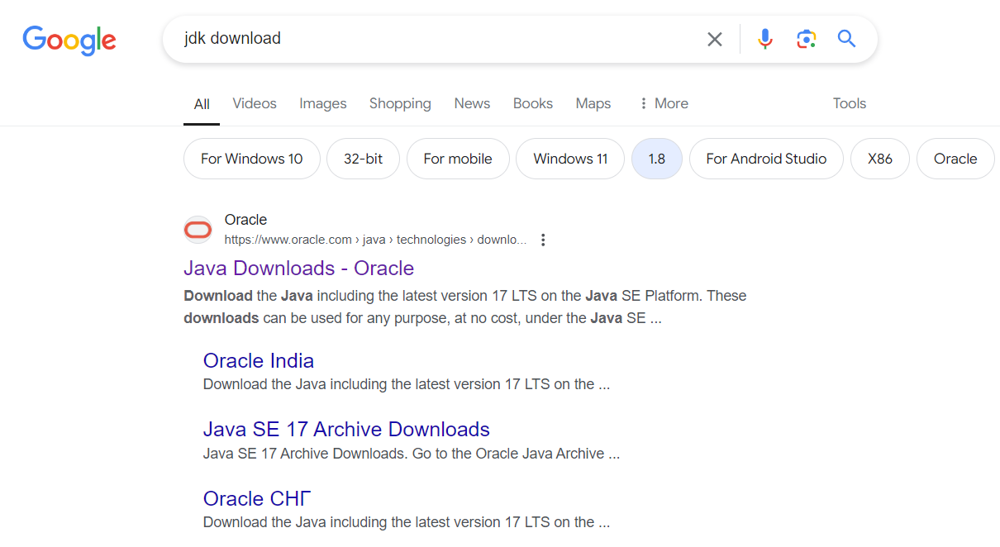 Google
jdk download
All Videos Images Shopping News Books Maps More Tools
For Windows 10 32-bit For mobile Windows 11 1.8 For Android Studio X86 Oracle
Oracle
https://www.oracle.com › java › technologies › downlo...
Java Downloads - Oracle
Download the Java including the latest version 17 LTS on the Java SE Platform. These
downloads can be used for any purpose, at no cost, under the Java SE ...
Oracle India
Download the Java including the latest version 17 LTS on the ...
Java SE 17 Archive Downloads
Java SE 17 Archive Downloads. Go to the Oracle Java Archive ...
Oracle СНГ
Download the Java including the latest version 17 LTS on the ...